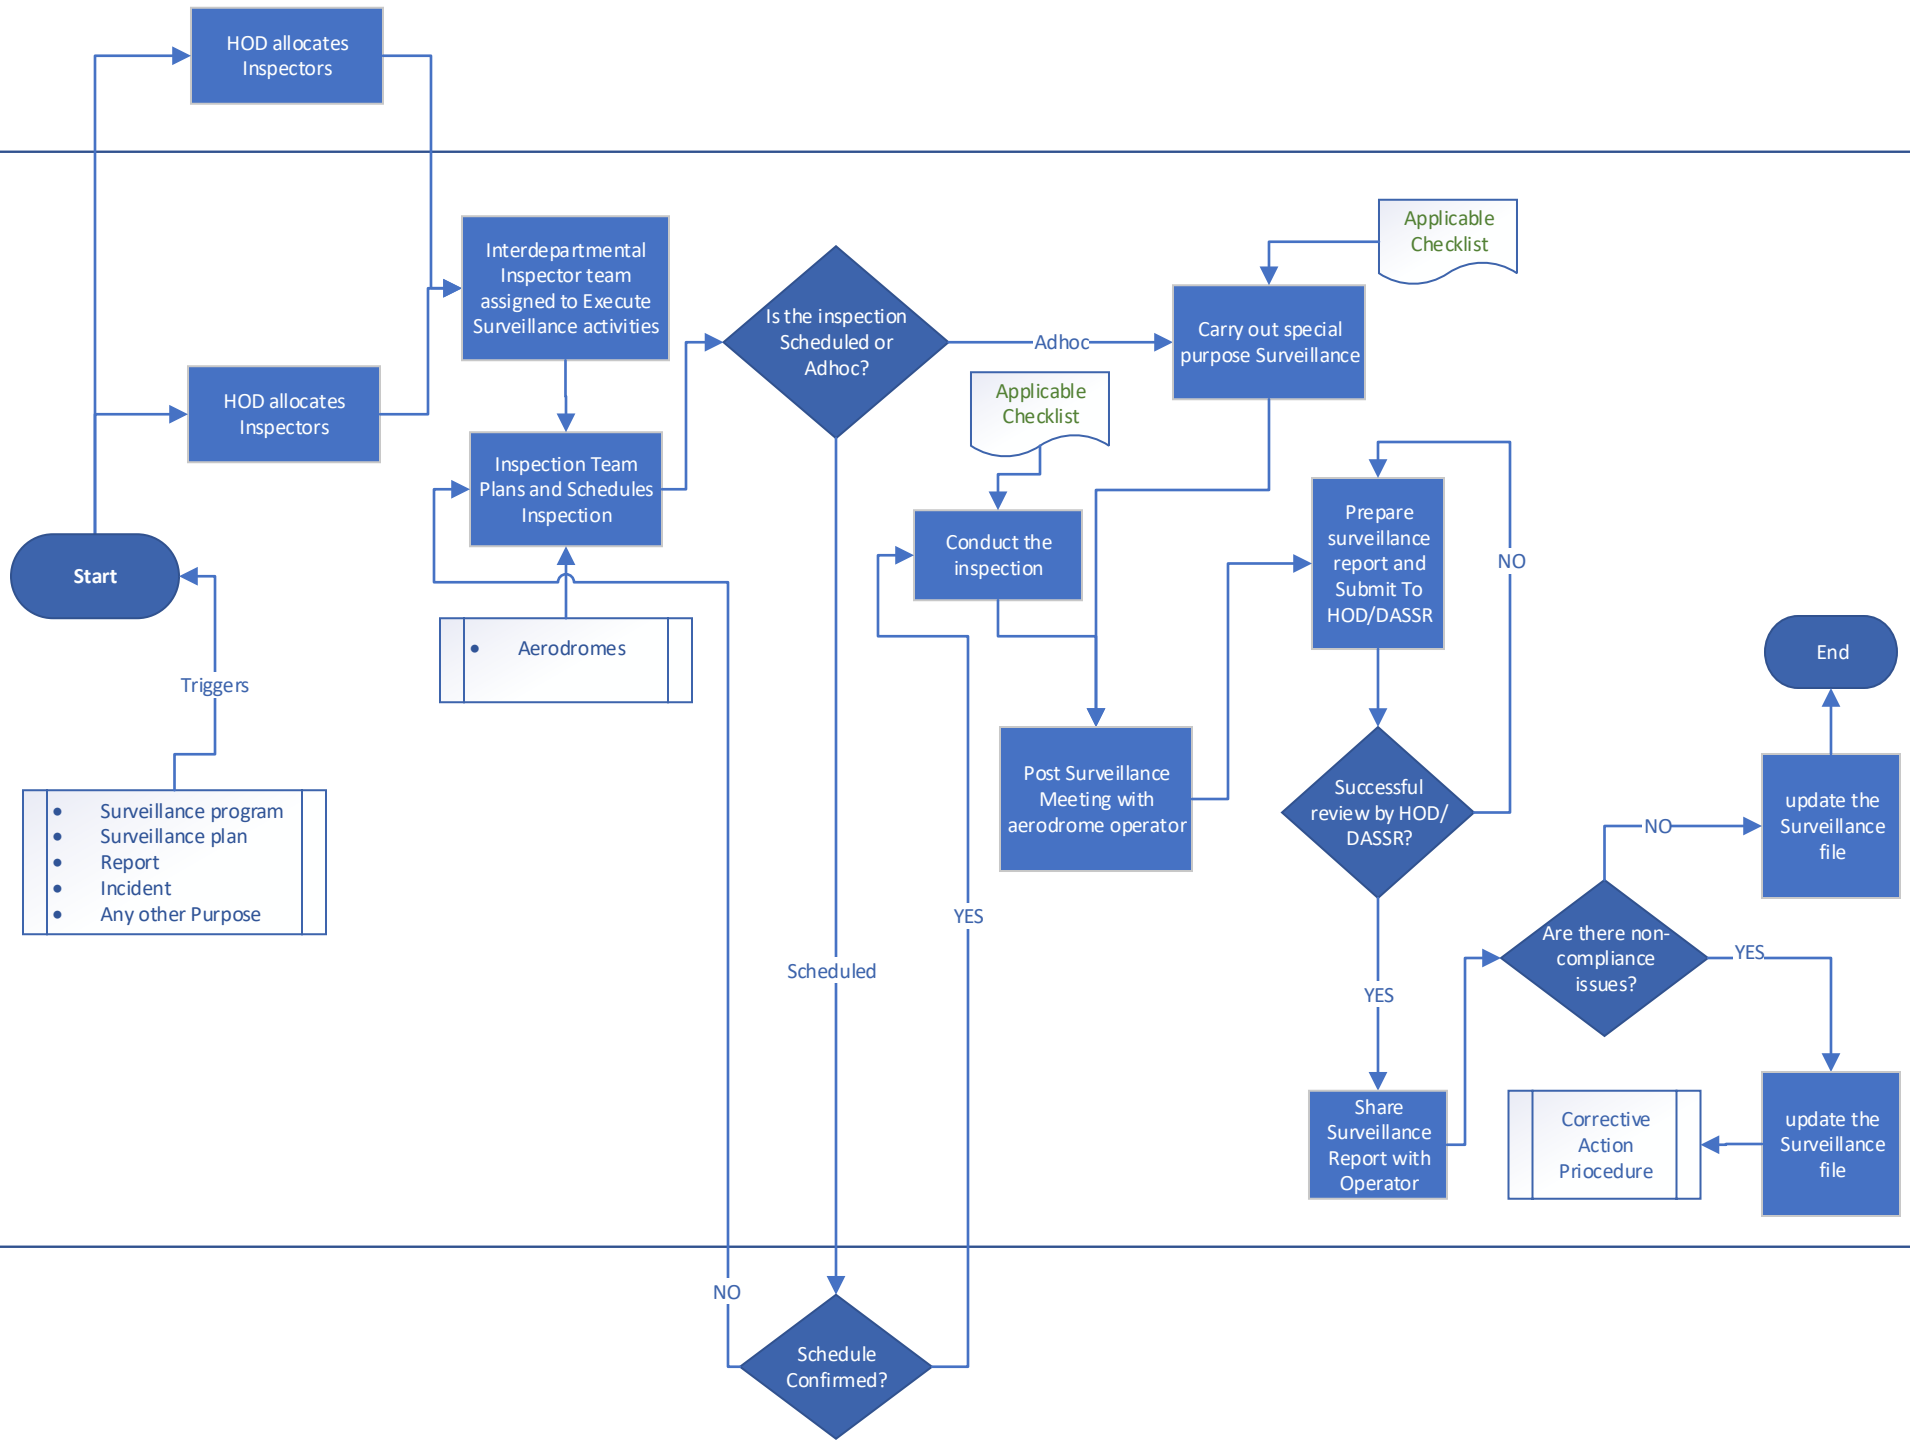 HOD allocates
Inspectors
Applicable
Checklist
Interdepartmental
Inspector team
assigned to Execute
Surveillance activities
Is the inspection
Scheduled or
Adhoc?
Adhoc
Carry out special
purpose Surveillance
HOD allocates
Inspectors
Applicable
Checklist
Inspection Team
Plans and Schedules
Inspection
Conduct the
inspection
Prepare
surveillance
report and
Submit To
HOD/DASSR
NO
Start
• Aerodromes
End
Triggers
Post Surveillance
Meeting with
aerodrome operator
Successful
review by HOD/
DASSR?
update the
Surveillance
file
NO
• Surveillance program
• Surveillance plan
• Report
• Incident
• Any other Purpose
YES
Are there non-
compliance
issues?
YES
Scheduled
YES
Share
Surveillance
Report with
Operator
Corrective
Action
Priocedure
update the
Surveillance
file
NO
Schedule
Confirmed?